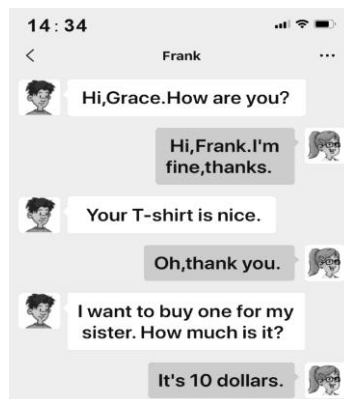 14:34
Frank
Hi,Grace.How are you?
Hi,Frank.I'm
fine,thanks.
Your T-shirt is nice.
Oh,thank you.
I want to buy one for my
sister. How much is it?
It's 10 dollars.